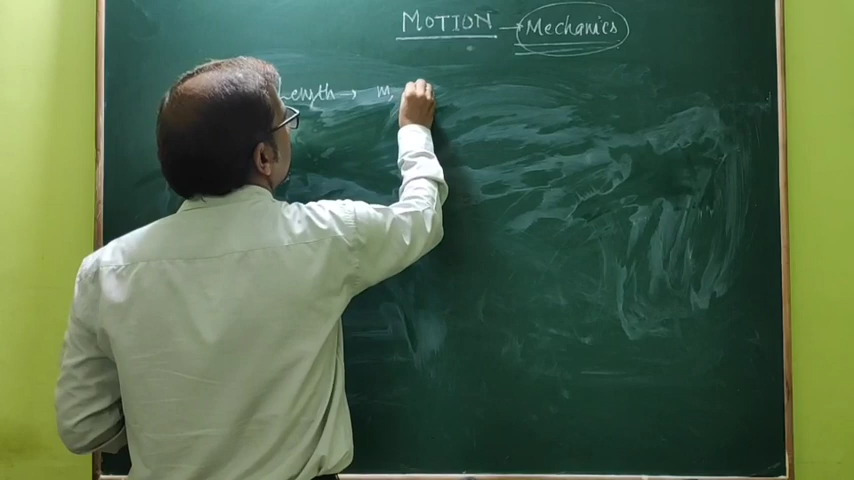 MOTION → Mechanics
Length → m,